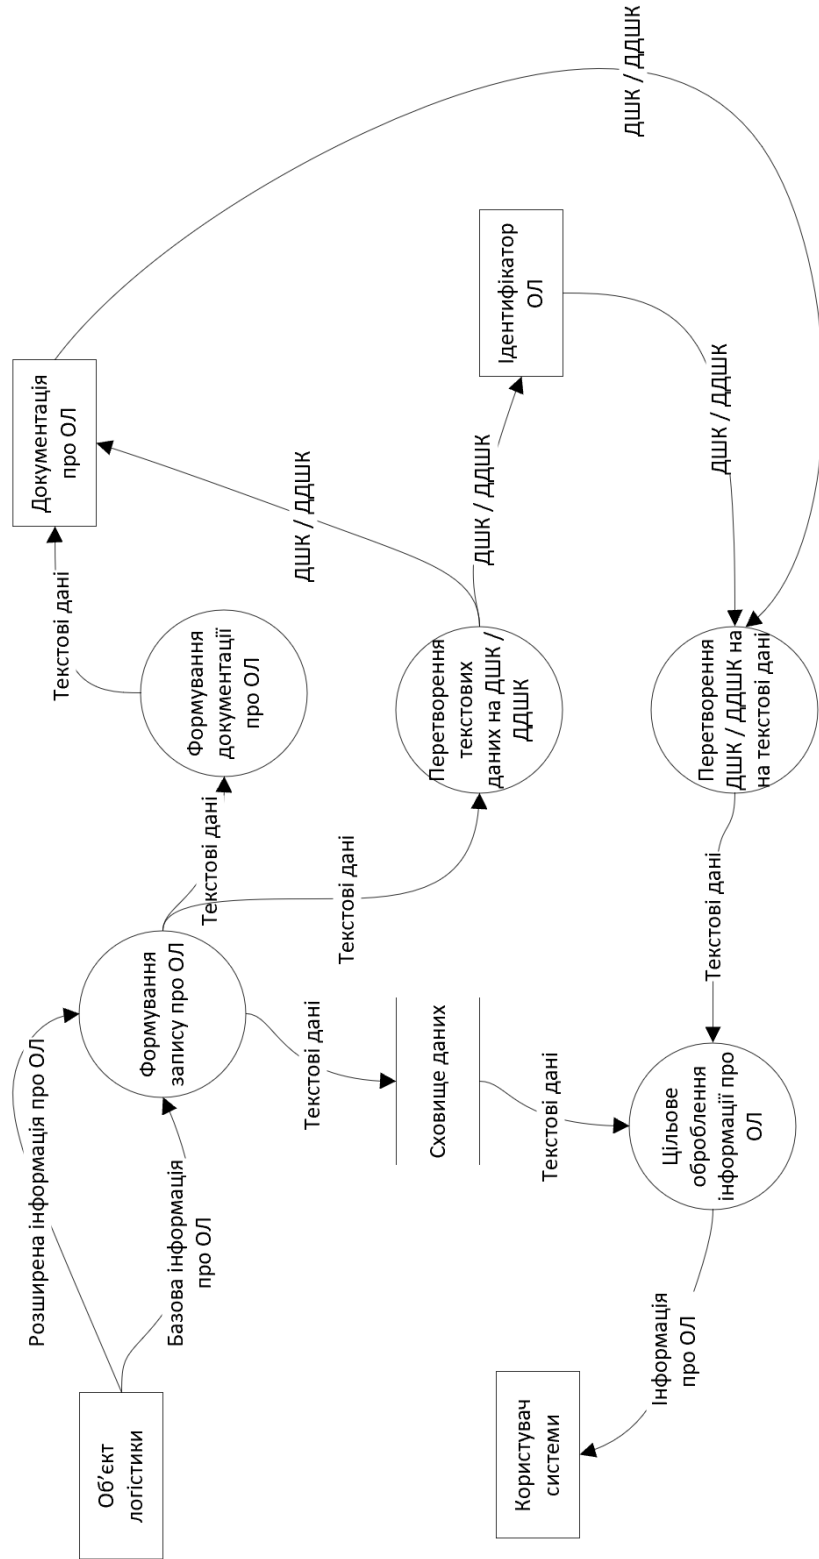 Об'єкт
логістики
Розширена інформація про ОЛ
Базова інформація
про ОЛ
Формування
запису про ОЛ
Текстові дані
Формування
документації
про ОЛ
Текстові дані
Документація
про ОЛ
Текстові дані
Перетворення
текстових
даних на ДШК /
ДДШК
ДШК / ДДШК
ДШК / ДДШК
Ідентифікатор
ОЛ
ДШК / ДДШК
ДШК / ДДШК
Текстові дані
Сховище даних
Текстові дані
Перетворення
ДШК / ДДШК на
на текстові дані
Текстові дані
Цільове
оброблення
інформації про
ОЛ
Інформація
про ОЛ
Користувач
системи